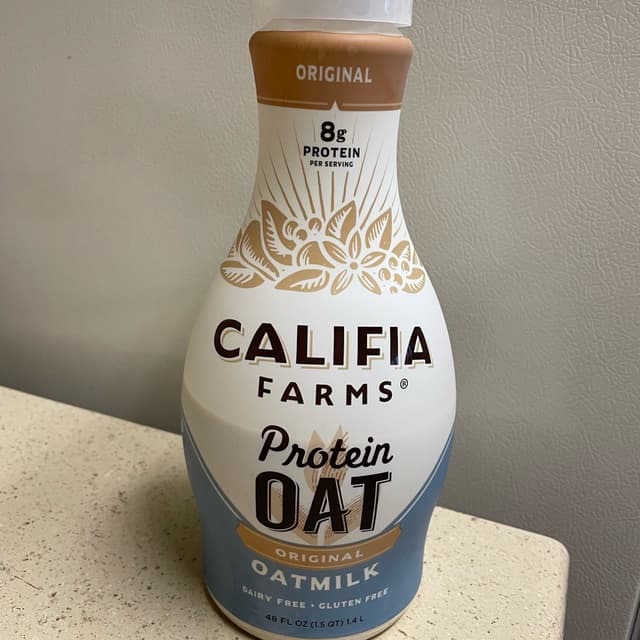 ORIGINAL
8g
PROTEIN
PER SERVING
CALIFIA
FARMS®
Protein
OAT
ORIGINAL
OATMILK
DAIRY FREE • GLUTEN FREE
48 FL OZ (1.5 QT) 1.4 L